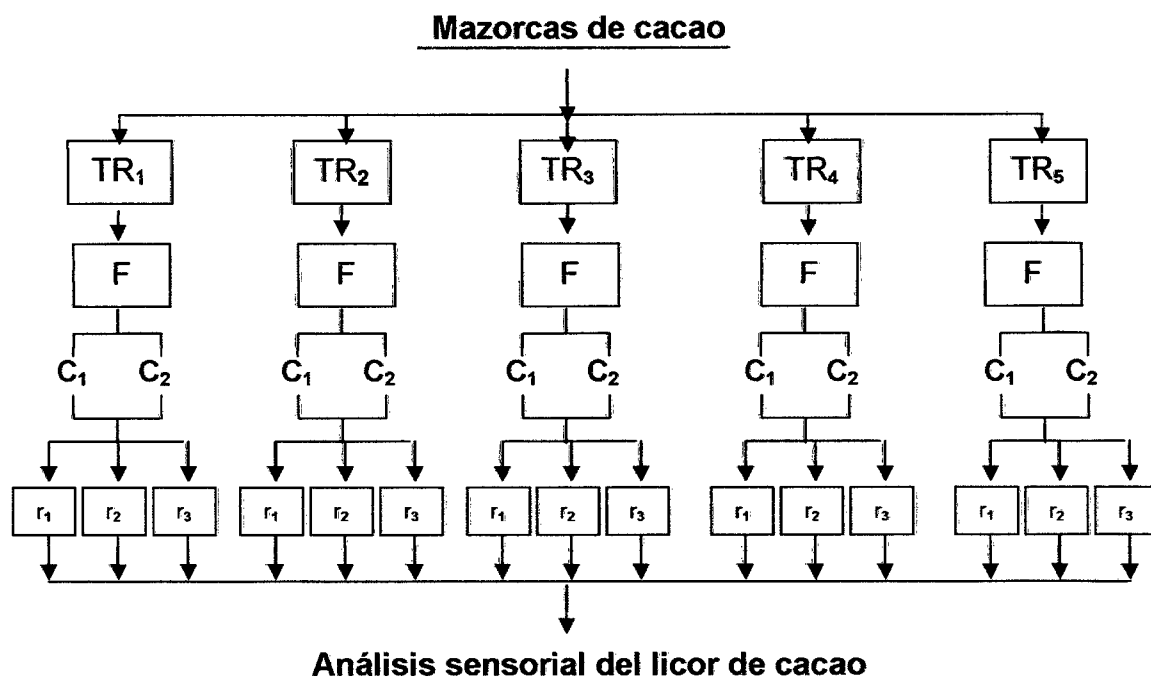 Mazorcas de cacao
TR₁ TR₂ TR₃ TR₄ TR₅
F F F F F
C₁ C₂ C₁ C₂ C₁ C₂ C₁ C₂ C₁ C₂
r₁ r₂ r₃ r₁ r₂ r₃ r₁ r₂ r₃ r₁ r₂ r₃ r₁ r₂ r₃
Análisis sensorial del licor de cacao